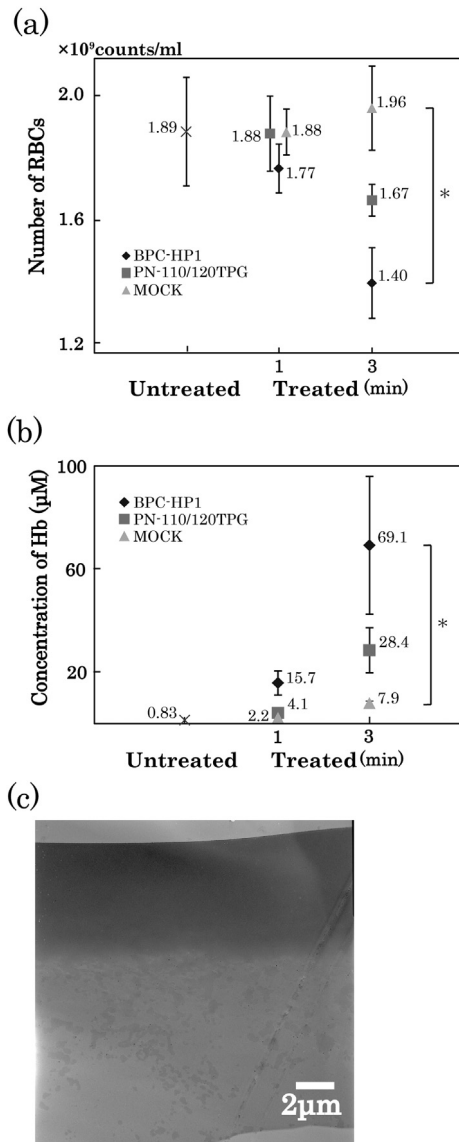 (a)
×10⁹counts/ml
Number of RBCs
2.0
1.6
1.2
1.89
1.88
1.88
1.77
1.96
1.67
1.40
*
BPC-HP1
PN-110/120TPG
MOCK
1 3
Untreated Treated (min)
(b)
Concentration of Hb (µM)
100
60
20
BPC-HP1
PN-110/120TPG
MOCK
0.83
15.7
4.1
2.2
69.1
28.4
7.9
*
1 3
Untreated Treated (min)
(c)
2µm